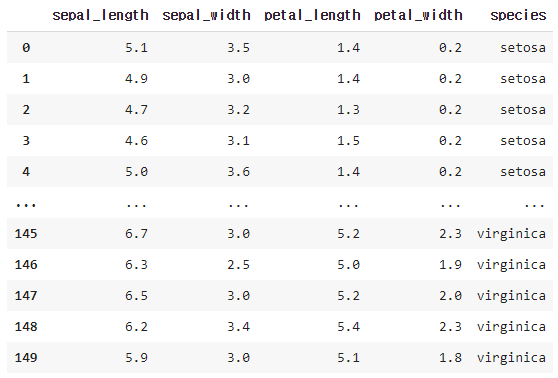 sepal_length sepal_width petal_length petal_width species
0 5.1 3.5 1.4 0.2 setosa
1 4.9 3.0 1.4 0.2 setosa
2 4.7 3.2 1.3 0.2 setosa
3 4.6 3.1 1.5 0.2 setosa
4 5.0 3.6 1.4 0.2 setosa
... ... ... ... ... ...
145 6.7 3.0 5.2 2.3 virginica
146 6.3 2.5 5.0 1.9 virginica
147 6.5 3.0 5.2 2.0 virginica
148 6.2 3.4 5.4 2.3 virginica
149 5.9 3.0 5.1 1.8 virginica